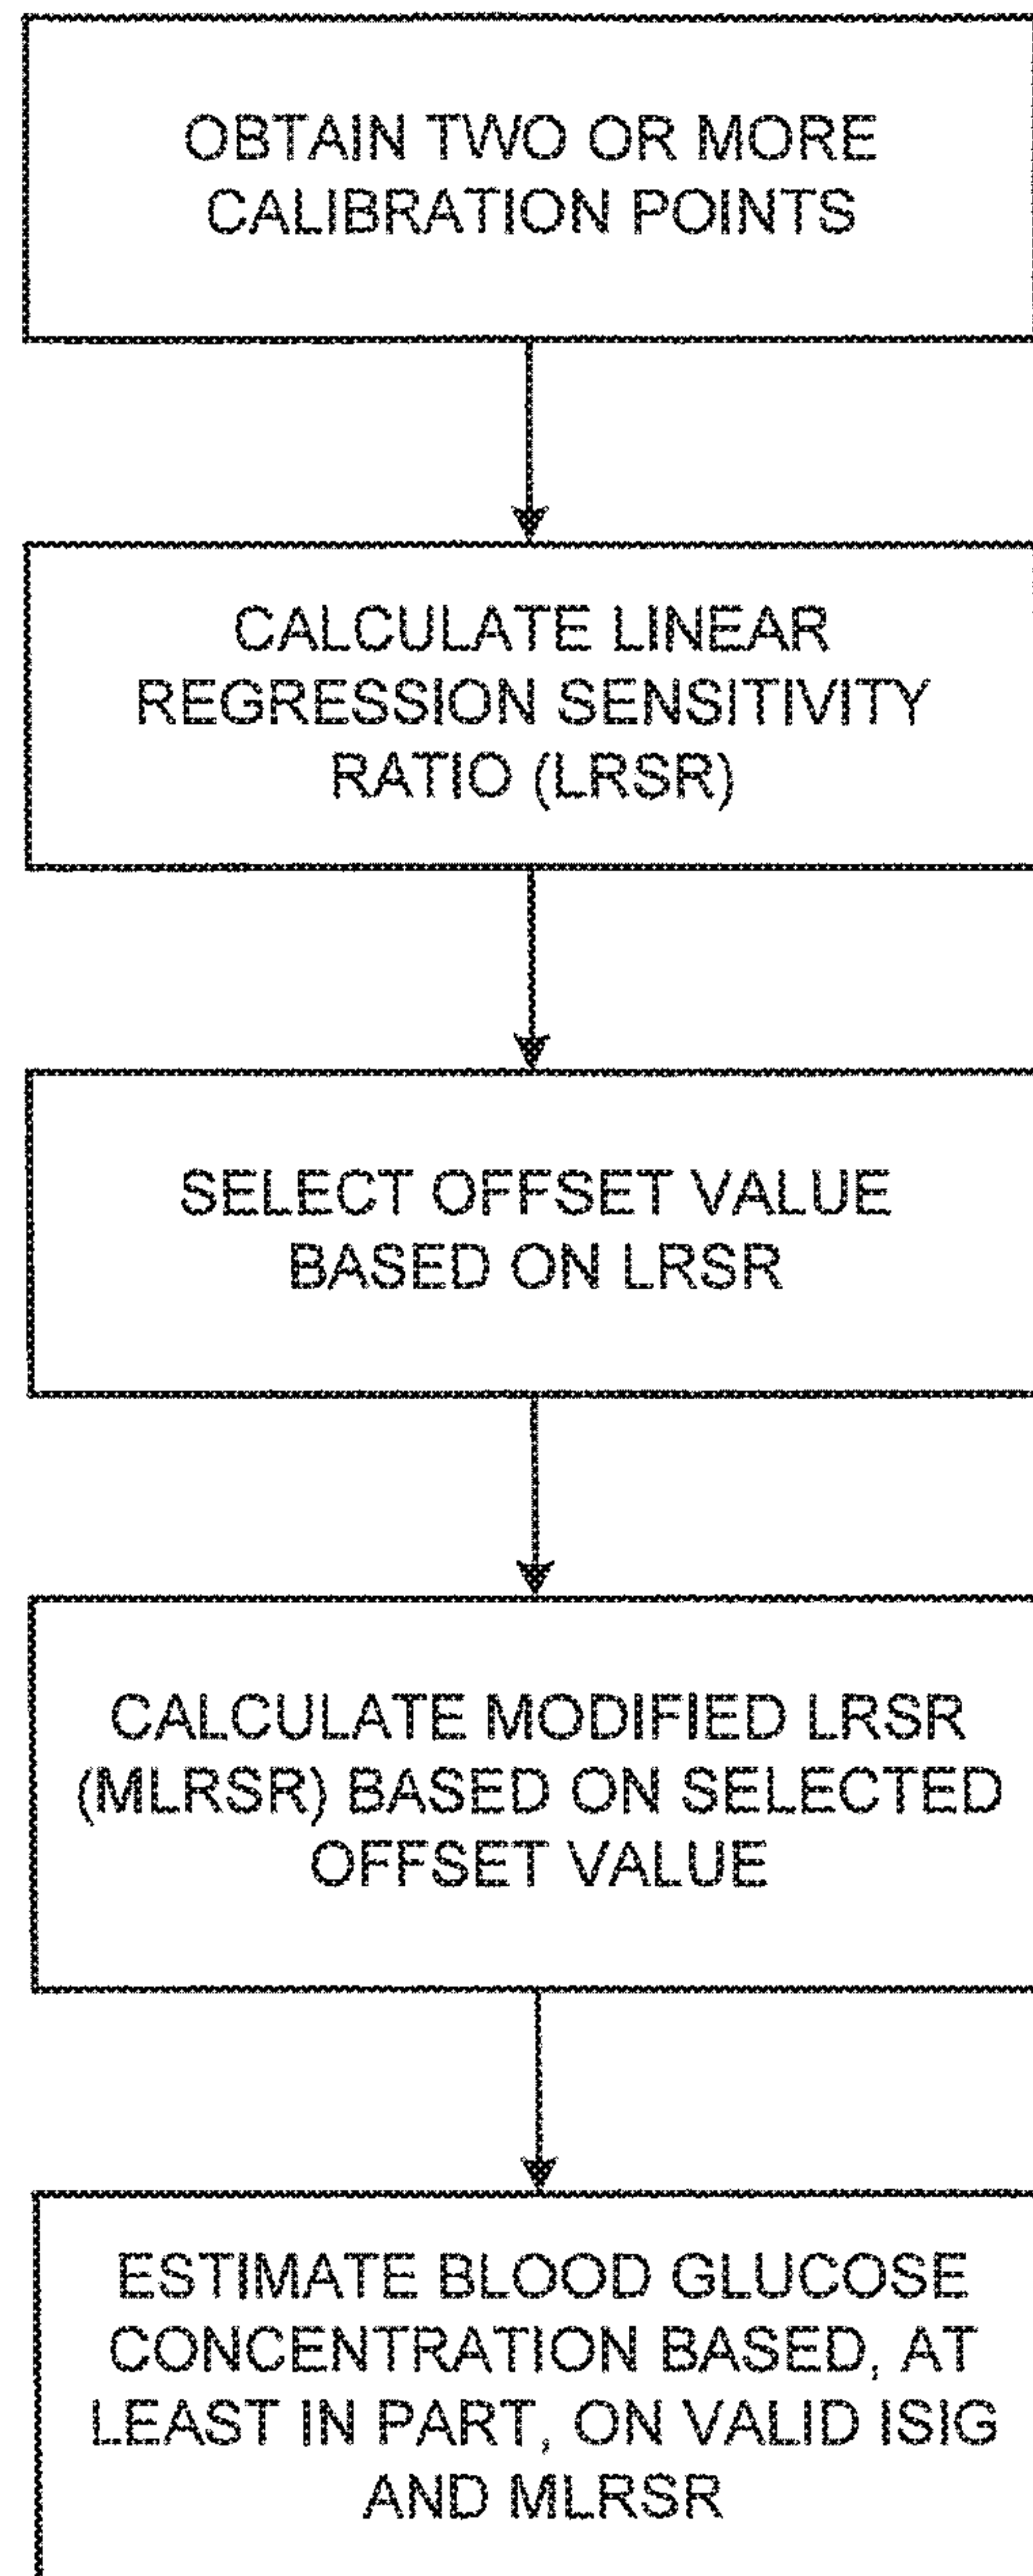 OBTAIN TWO OR MORE
CALIBRATION POINTS
CALCULATE LINEAR
REGRESSION SENSITIVITY
RATIO (LRSR)
SELECT OFFSET VALUE
BASED ON LRSR
CALCULATE MODIFIED LRSR
(MLRSR) BASED ON SELECTED
OFFSET VALUE
ESTIMATE BLOOD GLUCOSE
CONCENTRATION BASED, AT
LEAST IN PART, ON VALID ISIG
AND MLRSR